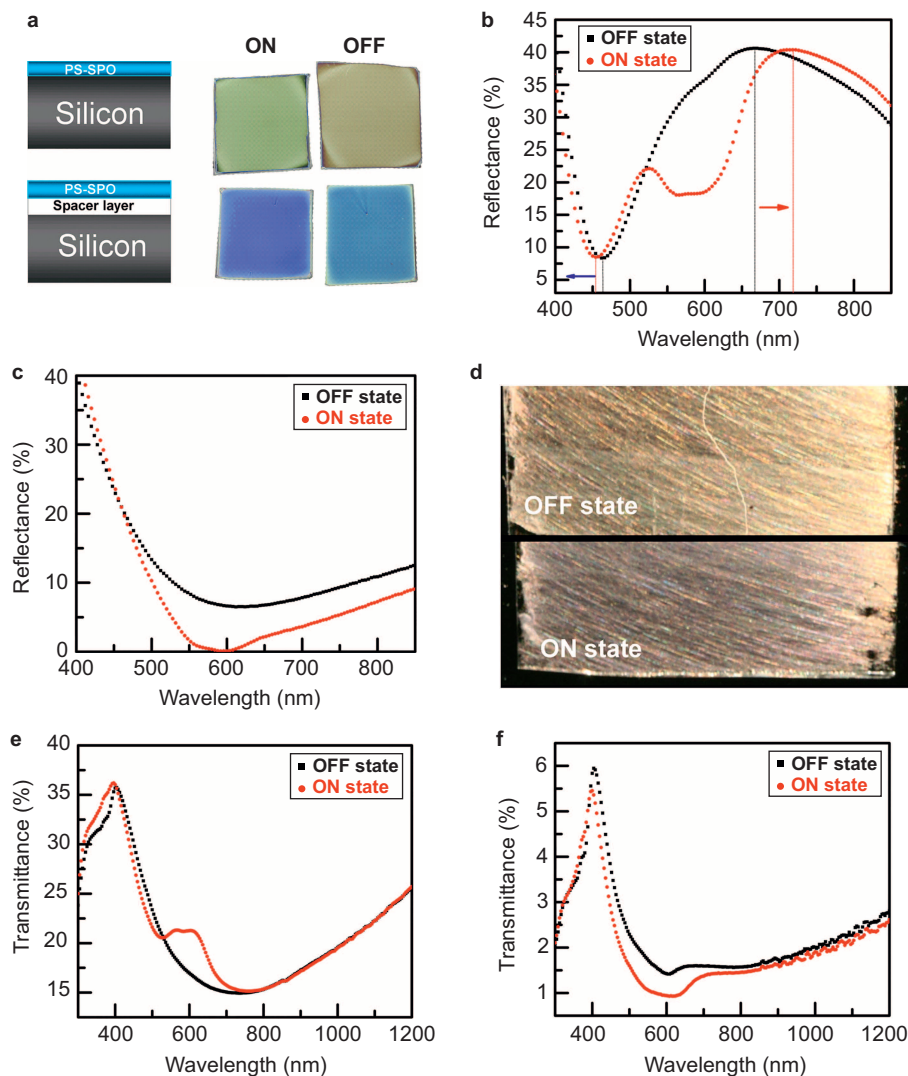 a
ON OFF
PS-SPO
Silicon
PS-SPO
Spacer layer
Silicon
b
OFF state
ON state
Reflectance (%)
45
40
35
30
25
20
15
10
5
400 500 600 700 800
Wavelength (nm)
c
OFF state
ON state
Reflectance (%)
40
30
20
10
0
400 500 600 700 800
Wavelength (nm)
d
OFF state
ON state
e
OFF state
ON state
Transmittance (%)
40
35
30
25
20
15
400 600 800 1000 1200
Wavelength (nm)
f
OFF state
ON state
Transmittance (%)
6
5
4
3
2
1
400 600 800 1000 1200
Wavelength (nm)